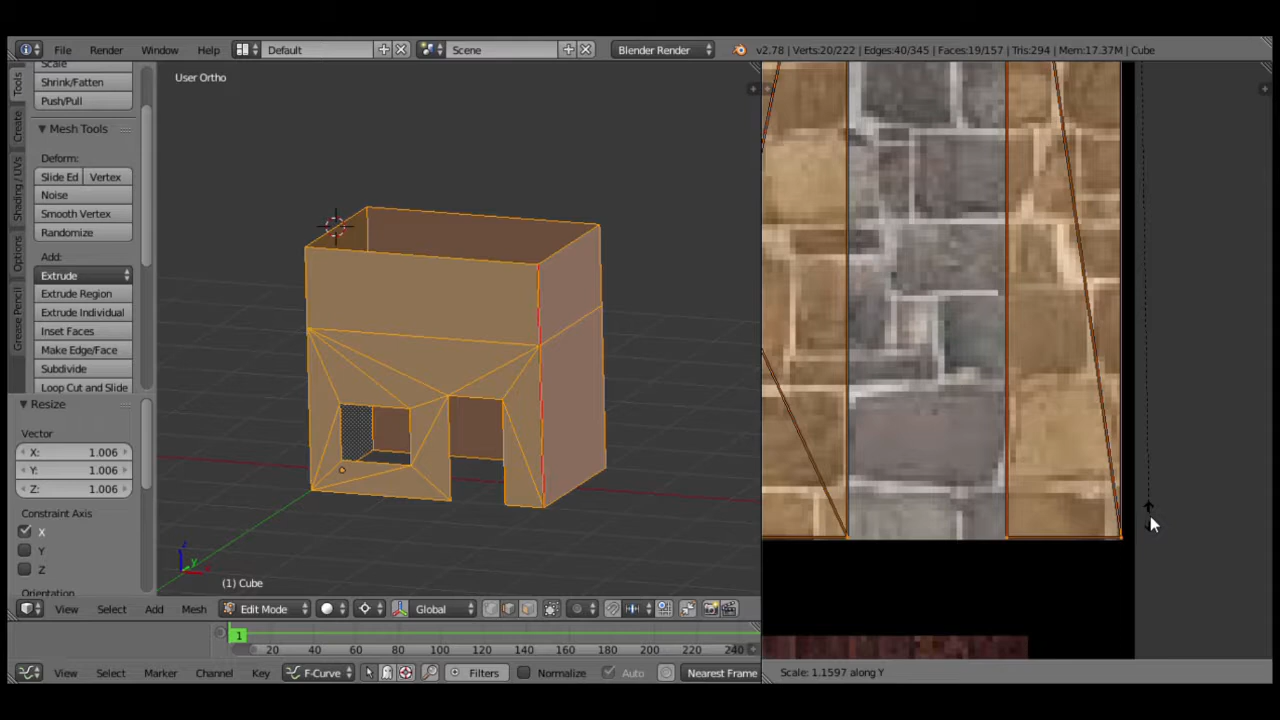 File Render Window Help Default Scene Blender Render v2.78 | Verts:20/222 | Edges:40/345 | Faces:19/157 | Tris:294 | Mem:17.37M | Cube
Tools
Create
Shading / UVs
Options
Grease Pencil
Scale
Shrink/Fatten
Push/Pull
Mesh Tools
Deform:
Slide Ed Vertex
Noise
Smooth Vertex
Randomize
Add:
Extrude
Extrude Region
Extrude Individual
Inset Faces
Make Edge/Face
Subdivide
Loop Cut and Slide
Resize
Vector
X: 1.006
Y: 1.006
Z: 1.006
Constraint Axis
X
Y
Z
Orientation
User Ortho
z
y
x
(1) Cube
View Select Add Mesh Edit Mode Global
1
20 40 60 80 100 120 140 160 180 200 220 240
View Select Marker Channel Key F-Curve Filters Normalize Auto Nearest Frame
Scale: 1.1597 along Y